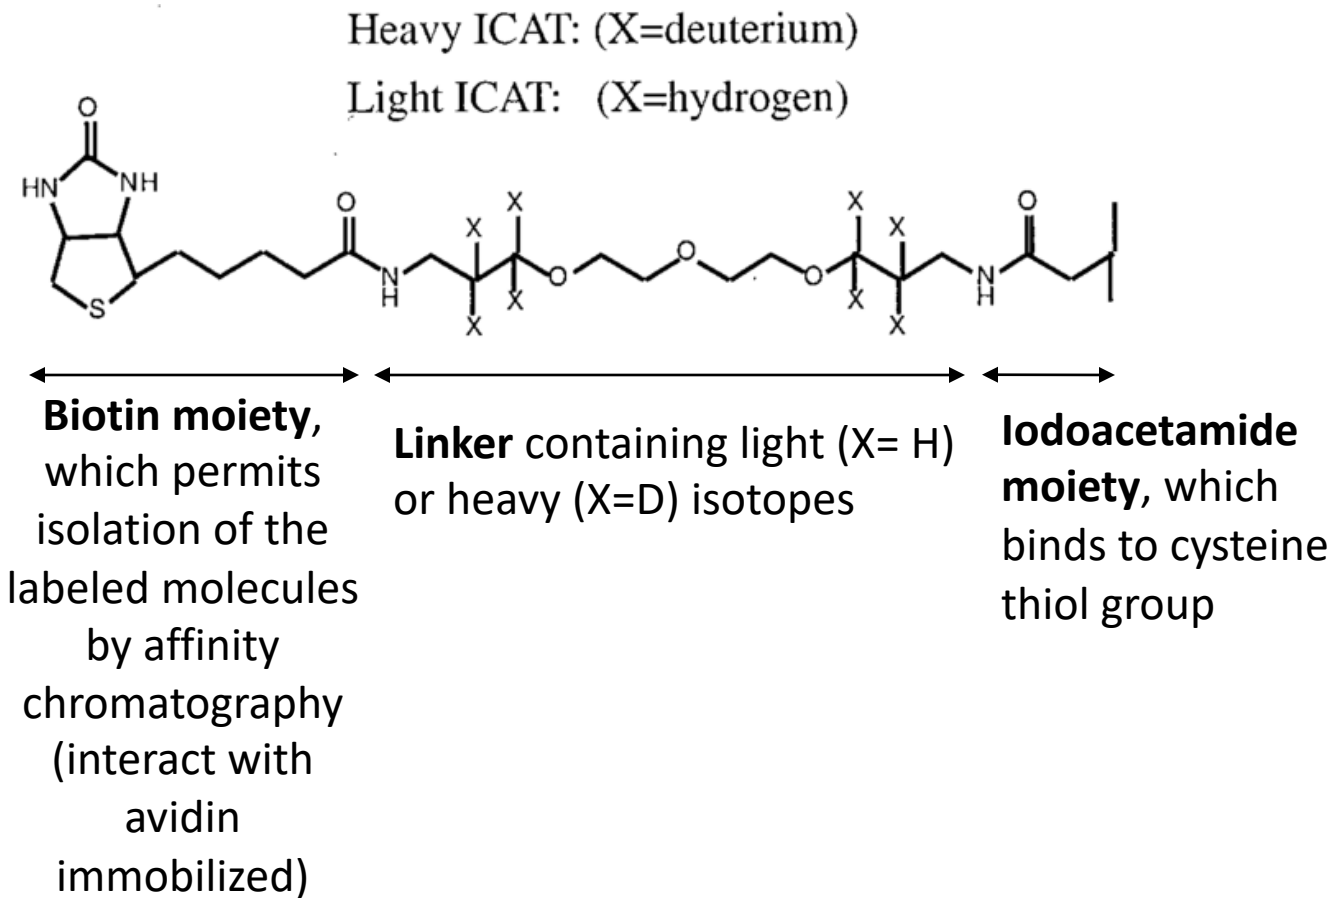 Heavy ICAT: (X=deuterium)
Light ICAT: (X=hydrogen)
O
HN
NH
S
O
N
H
X
X
X
X
O
O
O
X
X
X
X
N
H
O
Biotin moiety,
which permits
isolation of the
labeled molecules
by affinity
chromatography
(interact with
avidin
immobilized)
Linker containing light (X= H)
or heavy (X=D) isotopes
Iodoacetamide
moiety, which
binds to cysteine
thiol group